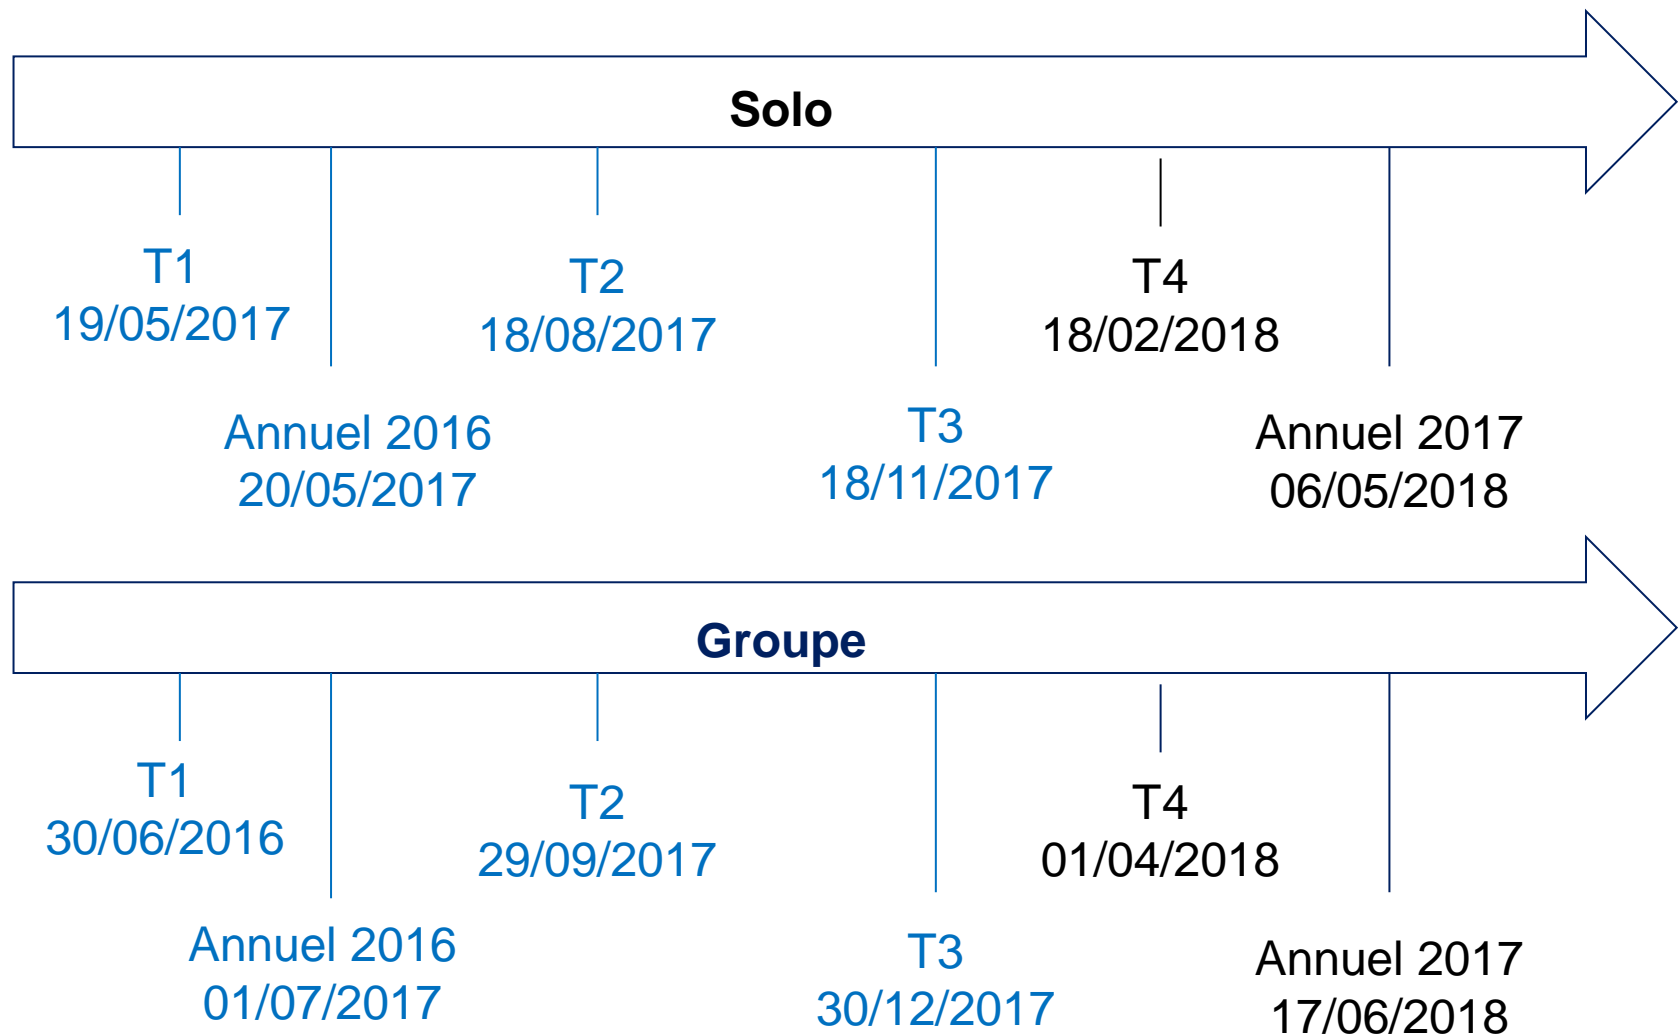 Solo
T1
19/05/2017
Annuel 2016
20/05/2017
T2
18/08/2017
T3
18/11/2017
T4
18/02/2018
Annuel 2017
06/05/2018
Groupe
T1
30/06/2016
Annuel 2016
01/07/2017
T2
29/09/2017
T3
30/12/2017
T4
01/04/2018
Annuel 2017
17/06/2018